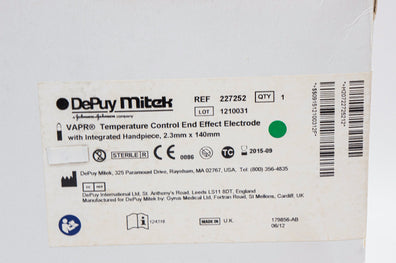 DePuy Mitek
a Johnson & Johnson company
REF 227252 QTY 1
LOT 1210031
VAPR® Temperature Control End Effect Electrode
with Integrated Handpiece, 2.3mm x 140mm
STERILE R
0086
TC
2015-09
DePuy Mitek, 325 Paramount Drive, Raynham, MA 02767, USA. Tel: (800) 356-4835
DePuy International Ltd, St. Anthony's Road, Leeds LS11 8DT, England
Manufactured for DePuy Mitek by: Gyrus Medical Ltd, Fortran Road, St Mellons, Cardiff, UK
MADE IN U.K.
179856-AB
06/12